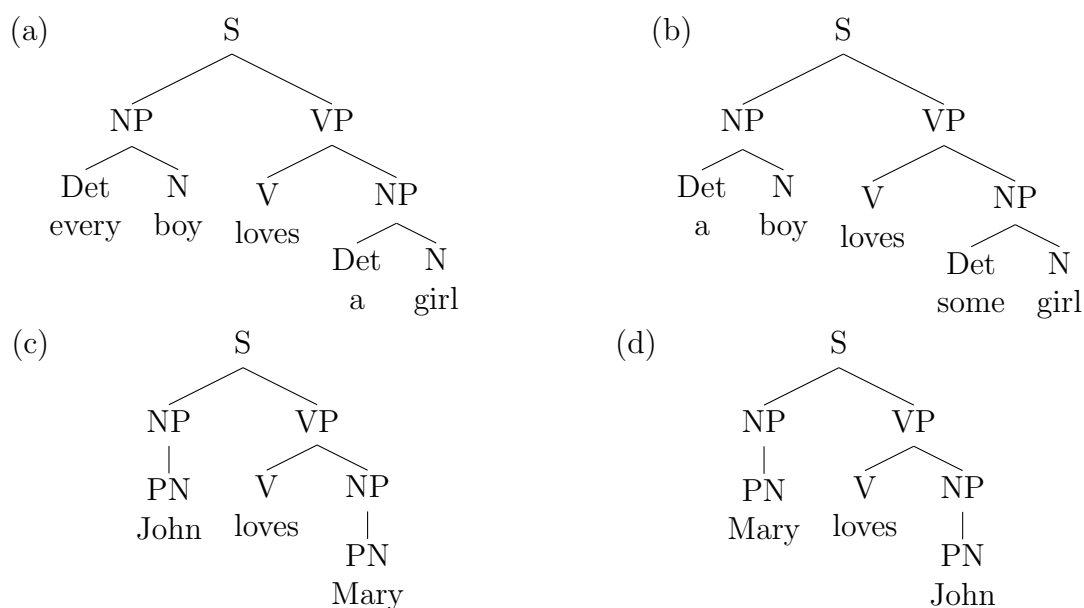 (a) S (b) S
NP VP NP VP
Det N V NP Det N V NP
every boy loves a boy loves
Det N Det N
a girl some girl
(c) S (d) S
NP VP NP VP
PN V NP PN V NP
John loves Mary loves
PN PN
Mary John